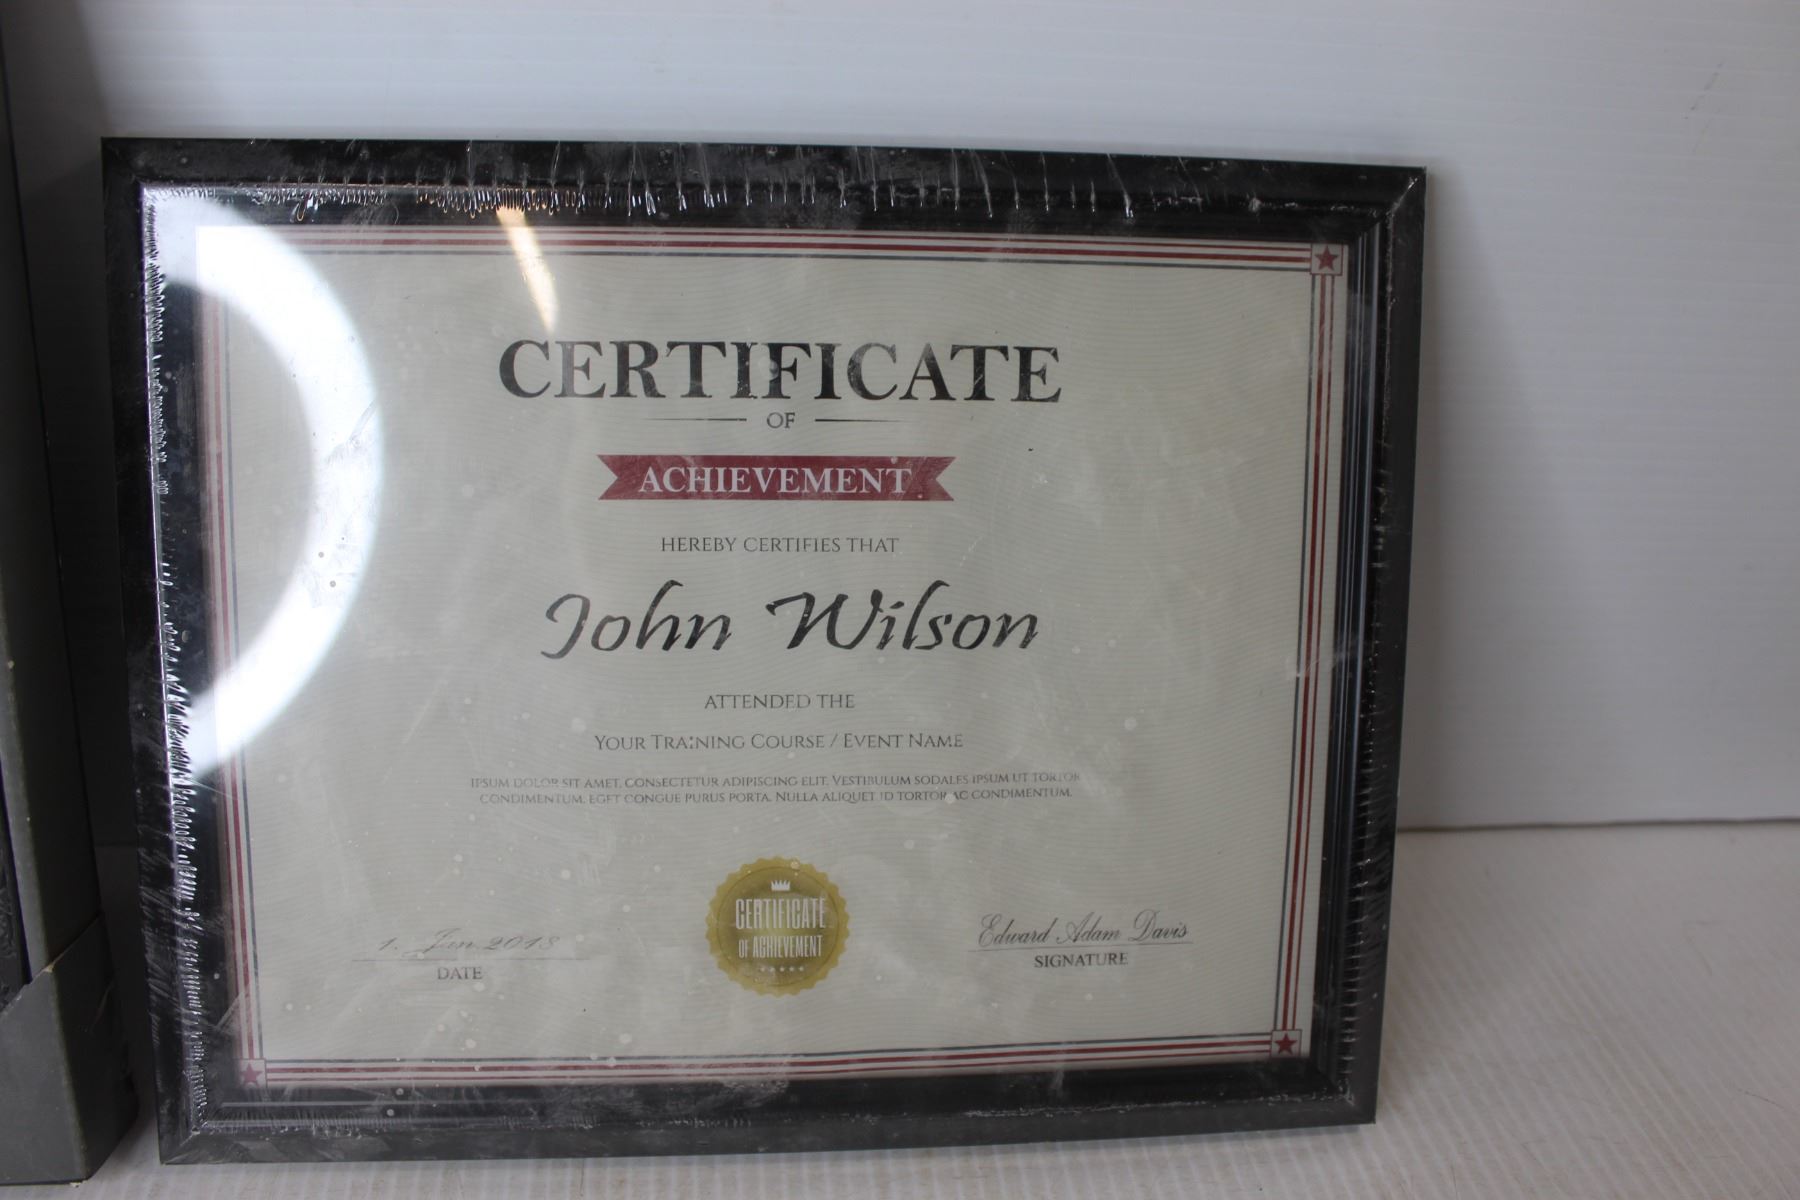 CERTIFICATE
OF
ACHIEVEMENT
HEREBY CERTIFIES THAT
John Wilson
ATTENDED THE
YOUR TRAINING COURSE / EVENT NAME
IPSUM DOLOR SIT AMET, CONSECTETUR ADIPISCING ELIT. VESTIBULUM SODALES IPSUM UT TORTOR
CONDIMENTUM, EGET CONGUE PURUS PORTA. NULLA ALIQUET ID TORTOR AC CONDIMENTUM.
1. Jan 2013
DATE
CERTIFICATE
OF ACHIEVEMENT
Edward Adam Davis
SIGNATURE